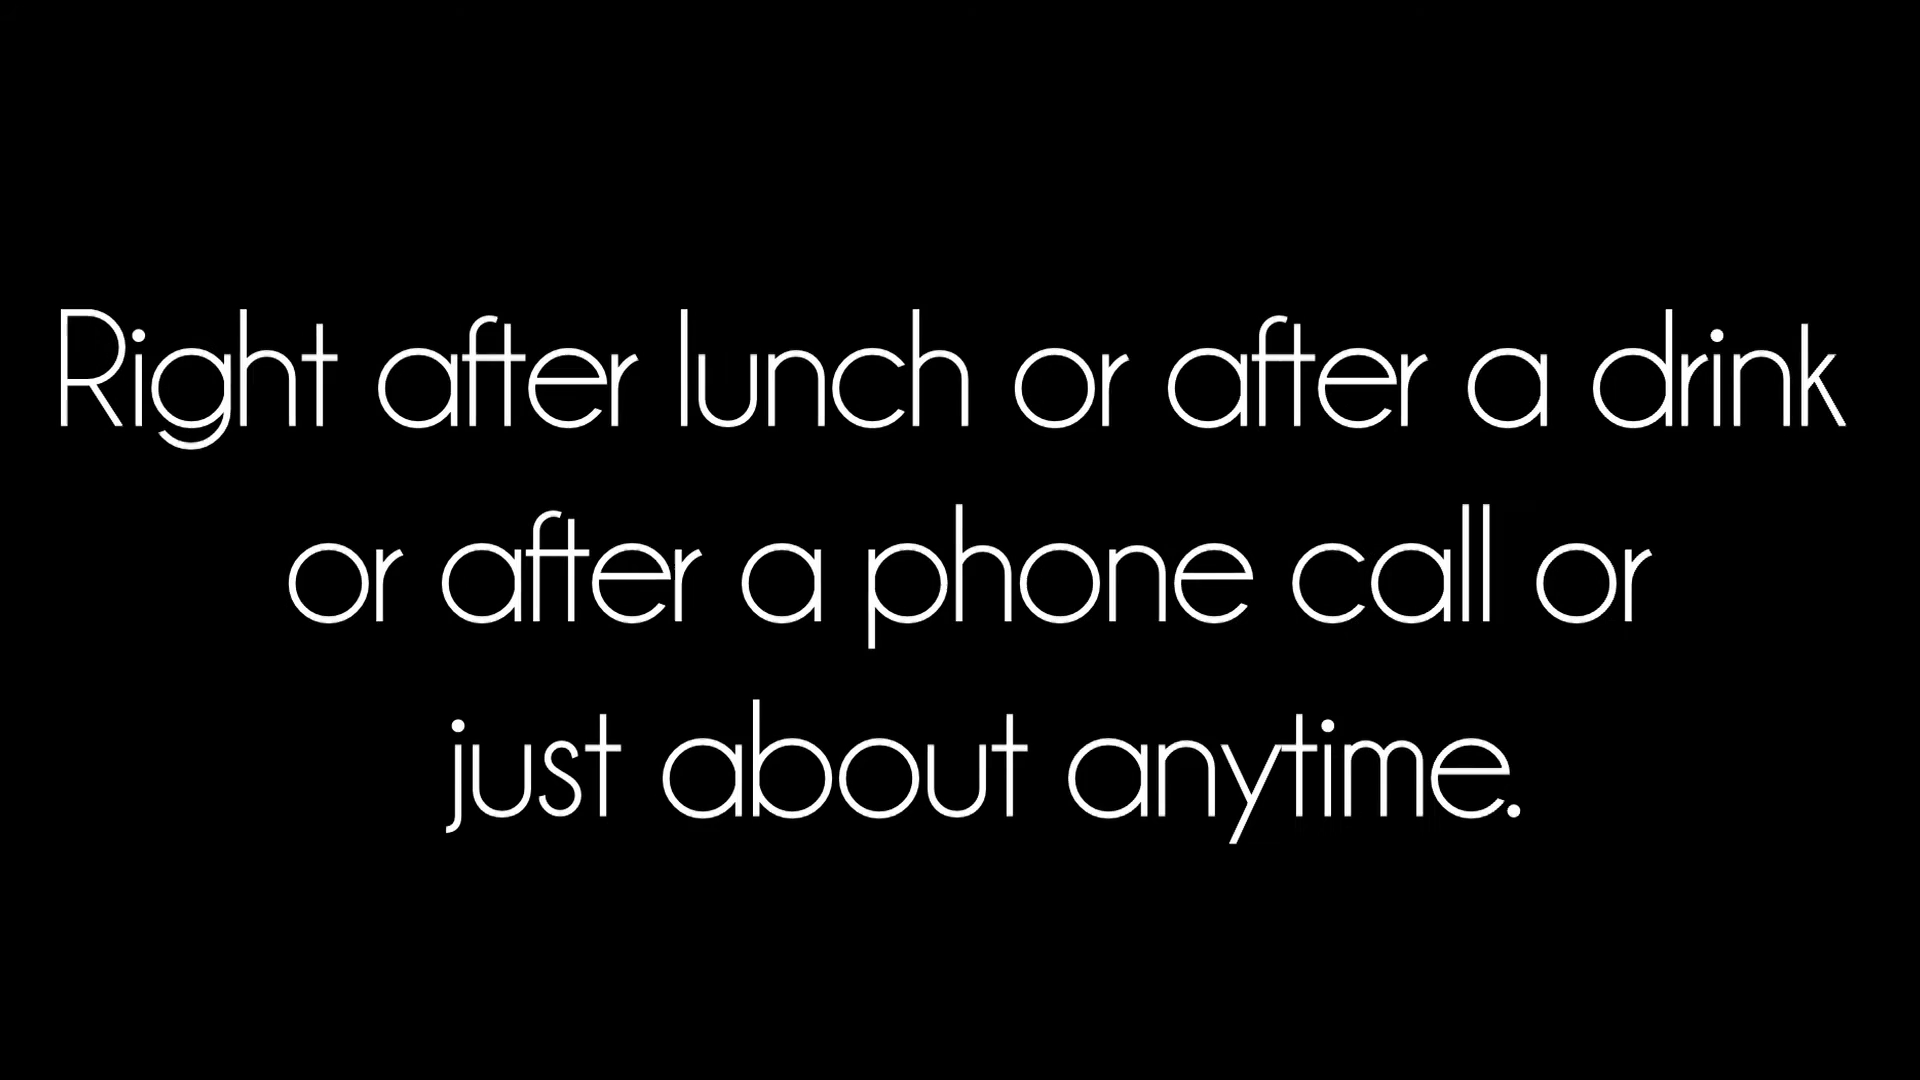 Right after lunch or after a drink
or after a phone call or
just about anytime.